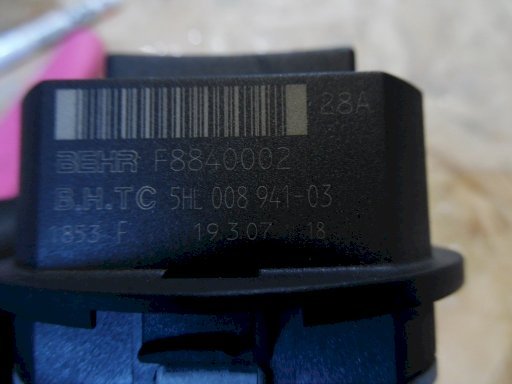 28A
BEHR F8840002
B.H.TC 5HL 008 941-03
1853 F 19.3.07 18